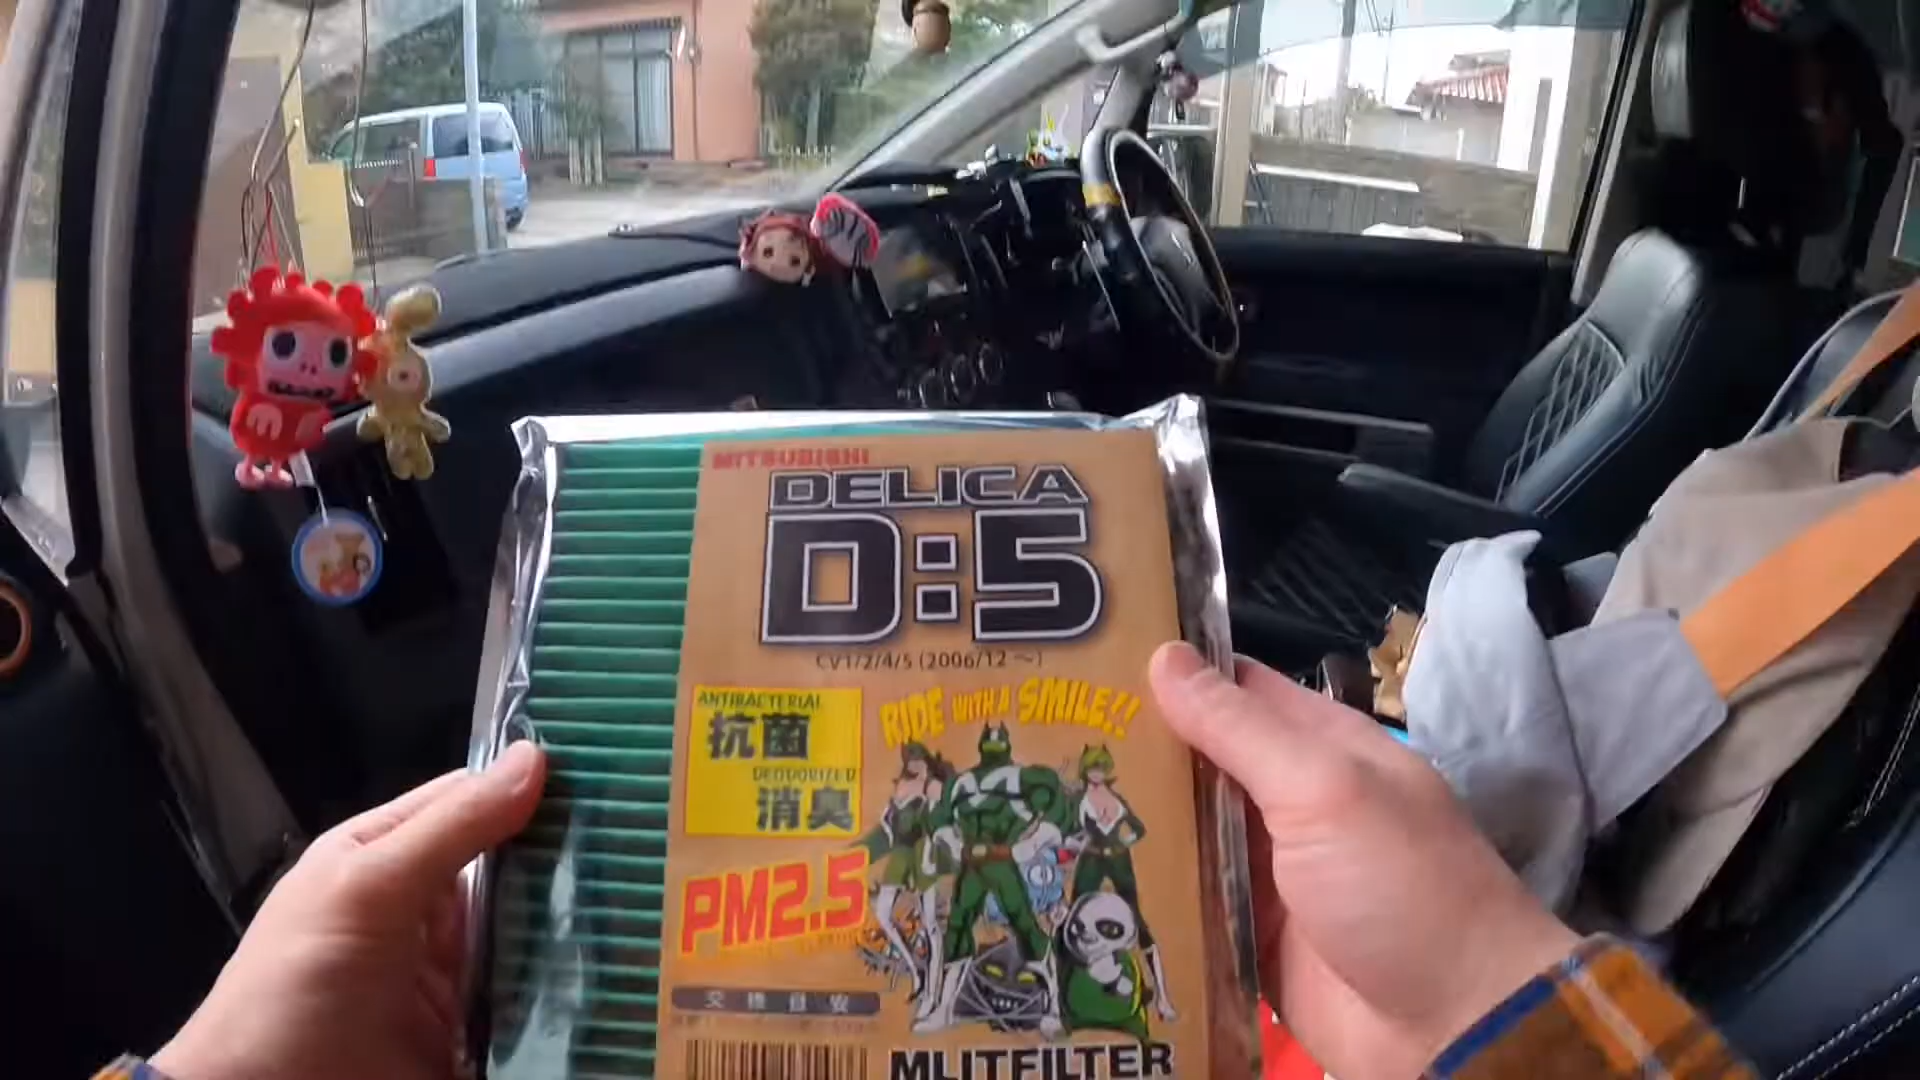 MITSUBISHI
DELICA
D:5
CV1/2/4/5 (2006/12 ～)
ANTIBACTERIAL
抗菌
DEODORIZED
消臭
RIDE WITH A SMILE!!
PM2.5
交換目安
MLITFILTER